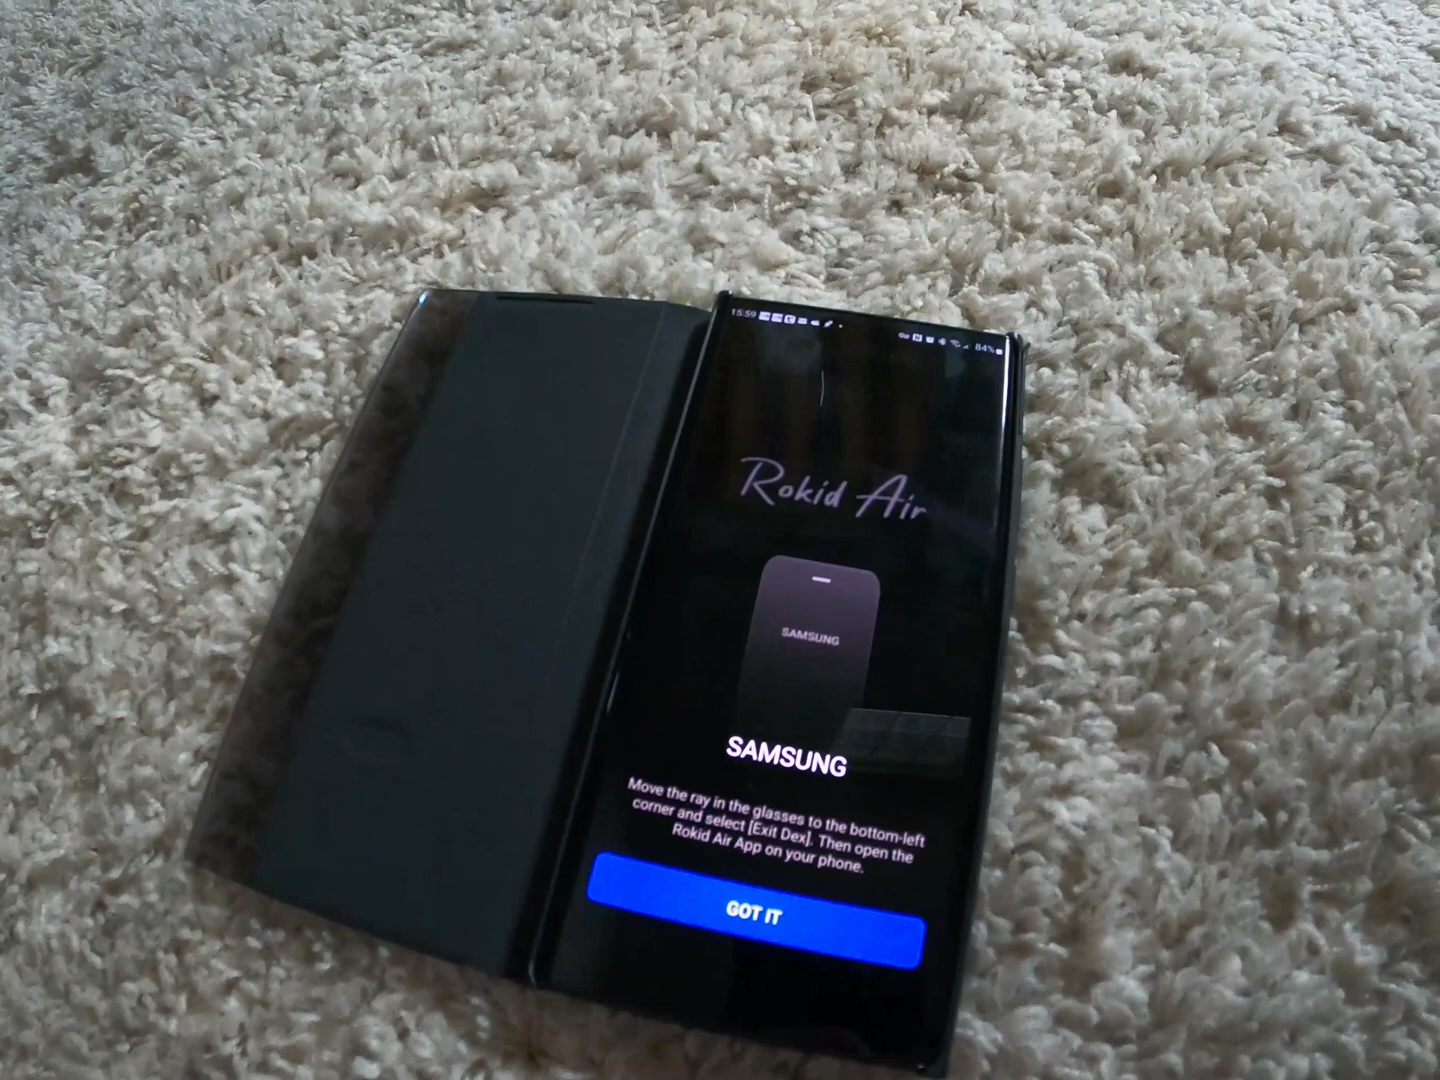 15:59
84%
Rokid Air
SAMSUNG
SAMSUNG
Move the ray in the glasses to the bottom-left
corner and select [Exit Dex]. Then open the
Rokid Air App on your phone.
GOT IT